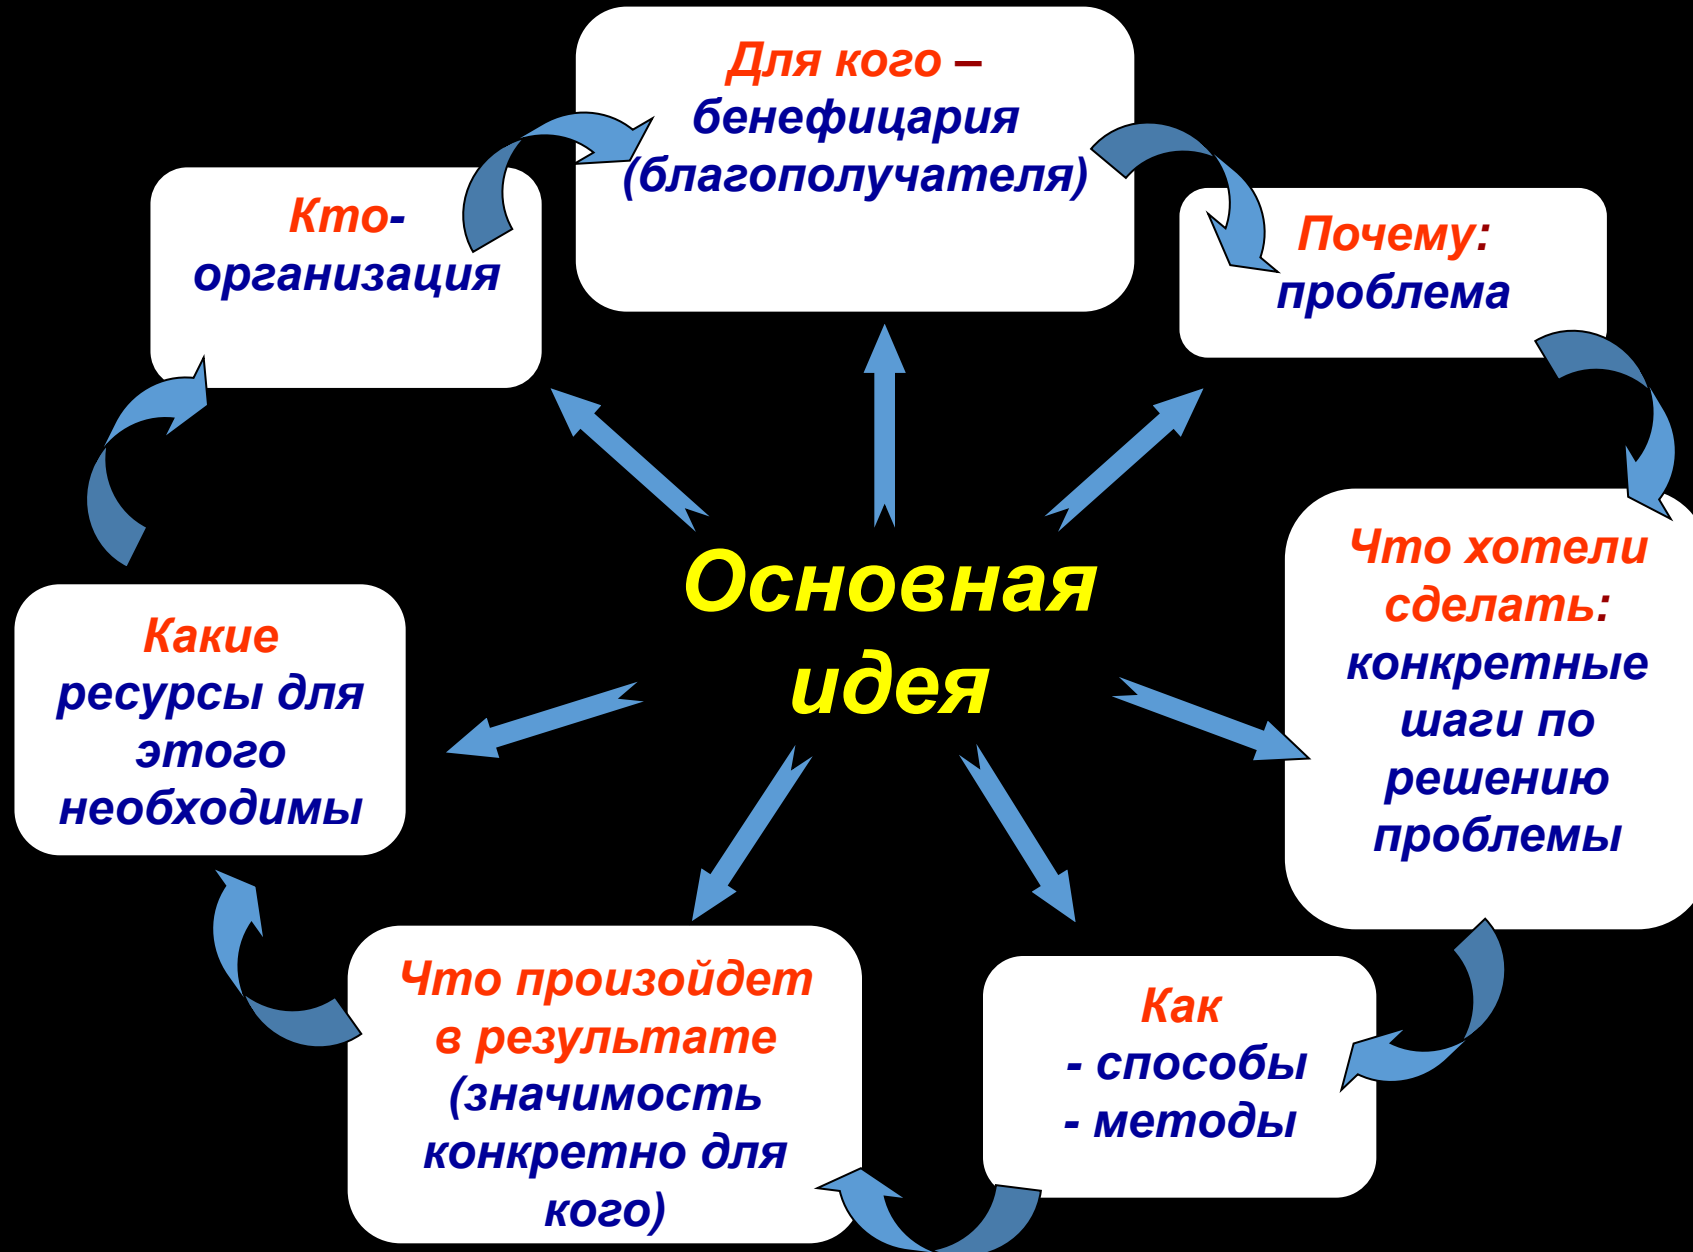 Для кого –
бенефицария
(благополучателя)
Кто-
организация
Почему:
проблема
Что хотели
сделать:
конкретные
шаги по
решению
проблемы
Основная
идея
Какие
ресурсы для
этого
необходимы
Что произойдет
в результате
(значимость
конкретно для
кого)
Как
- способы
- методы